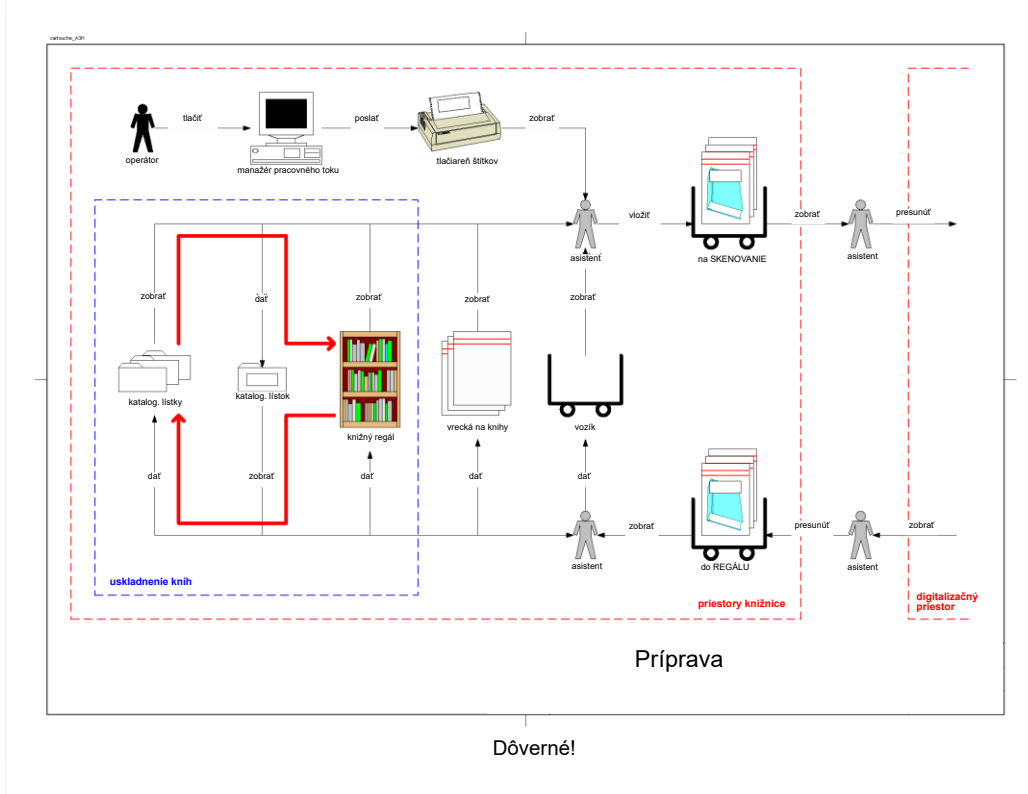 cartouche_A3H
tlačiť
poslať
zobrať
operátor
manažér pracovného toku
tlačiareň štítkov
vložiť
zobrať
presunúť
asistent
na SKENOVANIE
asistent
zobrať
dať
zobrať
zobrať
zobrať
katalog. lístky
katalog. lístok
knižný regál
vrecká na knihy
vozík
dať
zobrať
dať
dať
dať
zobrať
presunúť
zobrať
asistent
do REGÁLU
asistent
uskladnenie kníh
priestory knižnice
digitalizačný
priestor
Príprava
Dôverné!